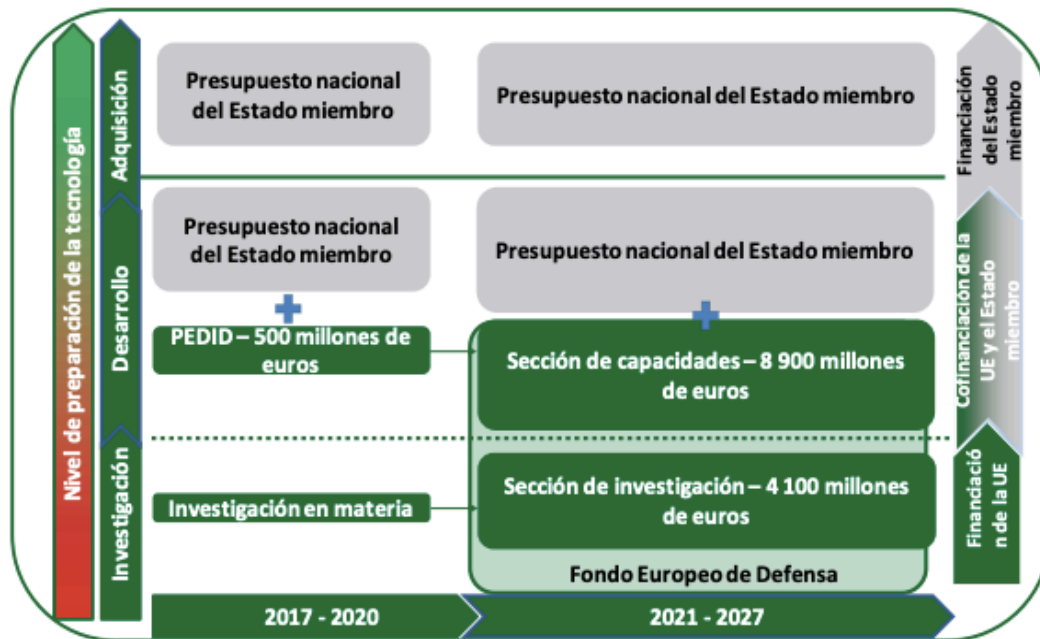 Nivel de preparación de la tecnología
Adquisición
Desarrollo
Investigación
Presupuesto nacional
del Estado miembro
Presupuesto nacional del Estado miembro
Financiación
del Estado
miembro
Presupuesto nacional
del Estado miembro
Presupuesto nacional del Estado miembro
PEDID – 500 millones de
euros
Sección de capacidades – 8 900 millones
de euros
Cofinanciación de la
UE y el Estado
miembro
Investigación en materia
Sección de investigación – 4 100 millones
de euros
Financiació
n de la UE
Fondo Europeo de Defensa
2017 - 2020
2021 - 2027